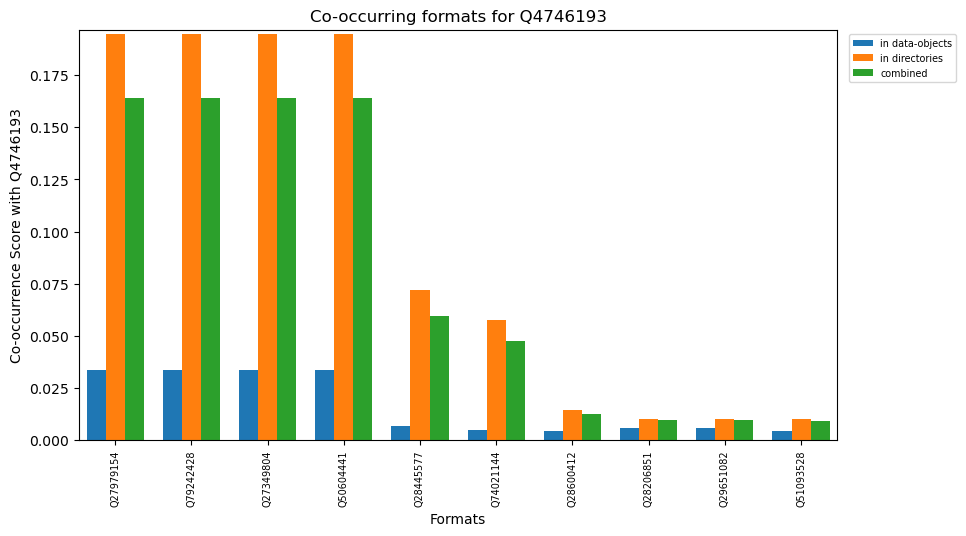 Co-occurring formats for Q4746193
in data-objects
in directories
combined
Co-occurrence Score with Q4746193
0.175
0.150
0.125
0.100
0.075
0.050
0.025
0.000
Q27979154
Q79242428
Q27349804
Q50604441
Q28445577
Q74021144
Q28600412
Q28206851
Q29651082
Q51093528
Formats